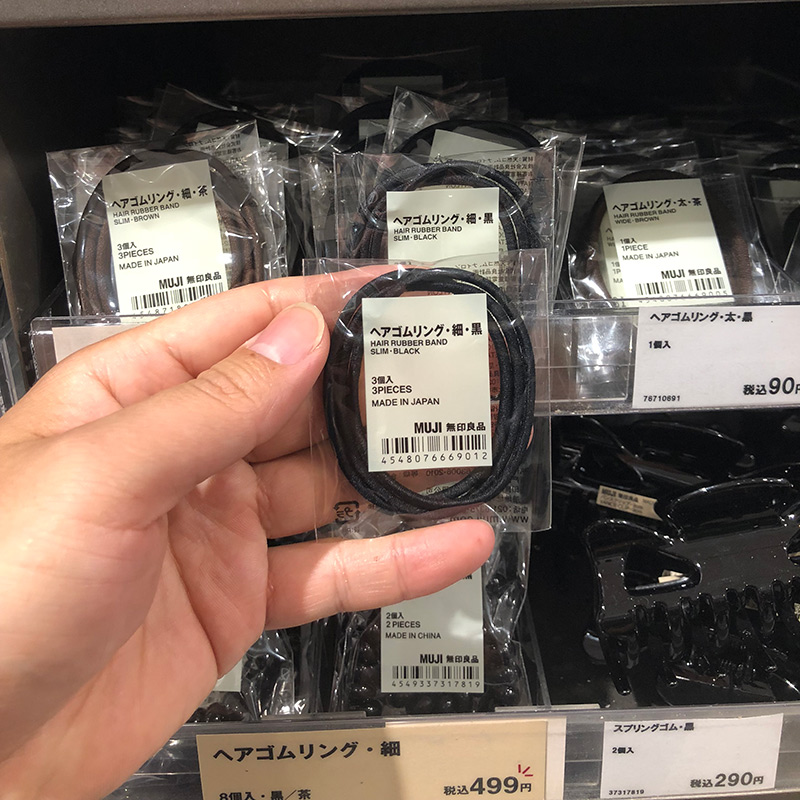 ヘアゴムリング・細・茶
HAIR RUBBER BAND
SLIM・BROWN
3個入
3PIECES
MADE IN JAPAN
MUJI 無印良品
ヘアゴムリング・細・黒
HAIR RUBBER BAND
SLIM・BLACK
ヘアゴムリング・太・茶
HAIR RUBBER BAND
WIDE・BROWN
1個入
1PIECE
MUJI 無印良品
ヘアゴムリング・細・黒
HAIR RUBBER BAND
SLIM・BLACK
3個入
3PIECES
MADE IN JAPAN
MUJI 無印良品
4548076669012
ヘアゴムリング・太・黒
1個入
76710691
税込90円
MUJI 無印良品
2個入
2 PIECES
MADE IN CHINA
MUJI 無印良品
4549337317819
ヘアゴムリング・細
8個入・黒／茶
税込499円
スプリングゴム・黒
2個入
37317819
税込290円